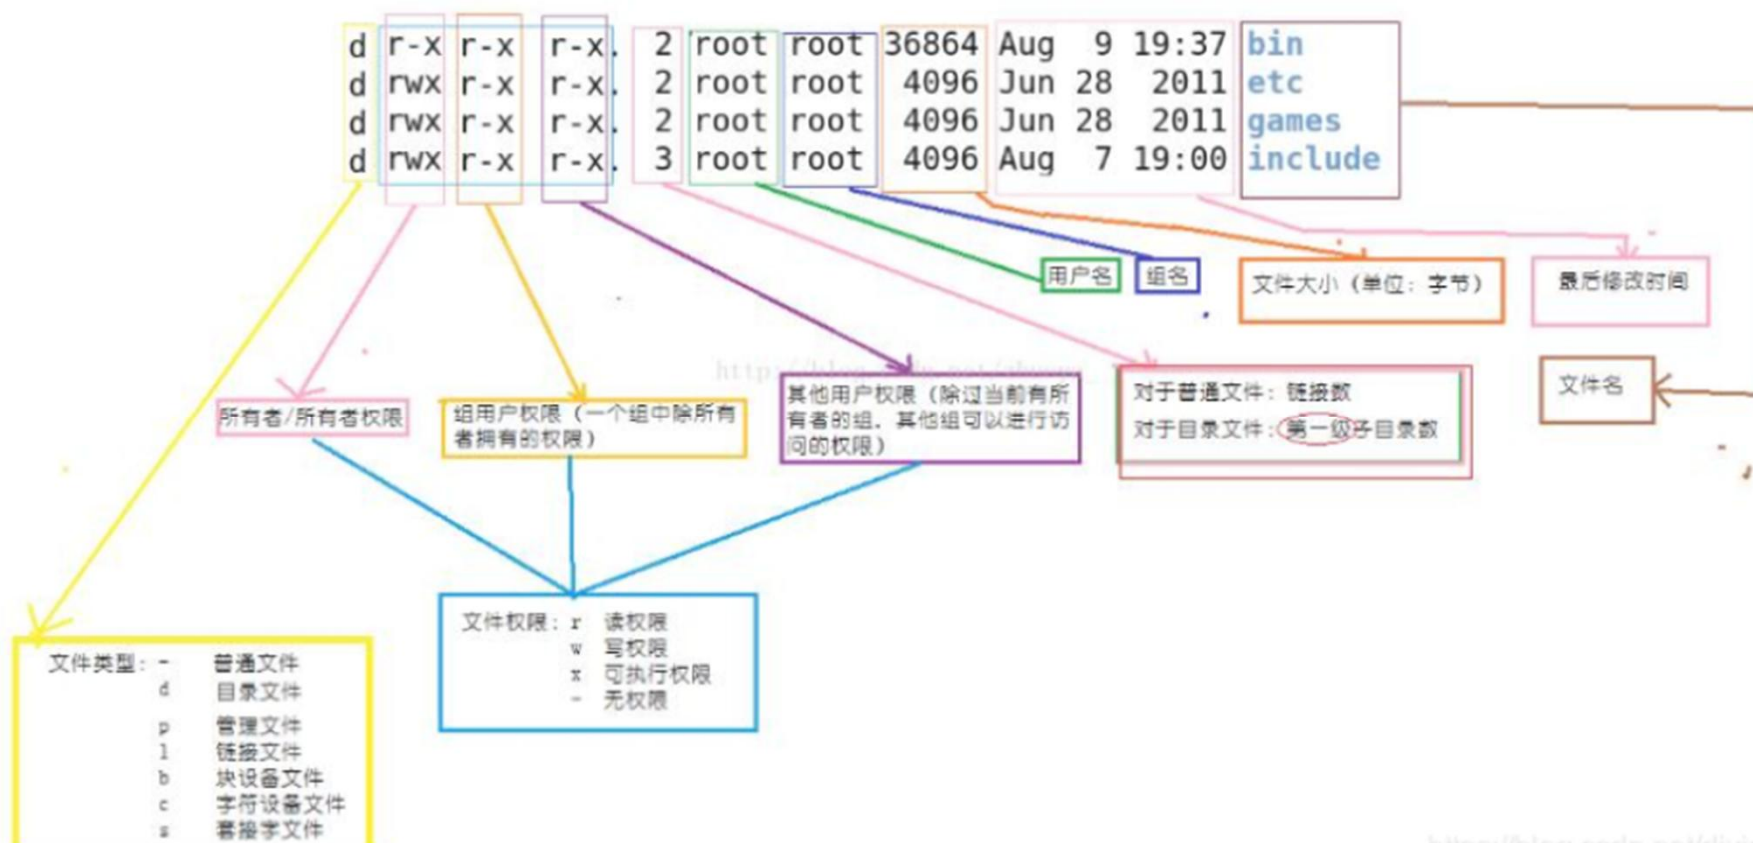 d r-x r-x r-x. 2 root root 36864 Aug 9 19:37 bin
d rwx r-x r-x. 2 root root 4096 Jun 28 2011 etc
d rwx r-x r-x. 2 root root 4096 Jun 28 2011 games
d rwx r-x r-x. 3 root root 4096 Aug 7 19:00 include
用户名
组名
文件大小（单位：字节）
最后修改时间
所有者/所有者权限
组用户权限（一个组中除所有
者拥有的权限）
其他用户权限（除过当前有所
有者的组，其他组可以进行访
问的权限）
对于普通文件：链接数
对于目录文件：第一级子目录数
文件名
文件权限：r 读权限
w 写权限
x 可执行权限
- 无权限
文件类型：- 普通文件
d 目录文件
p 管理文件
l 链接文件
b 块设备文件
c 字符设备文件
s 套接字文件